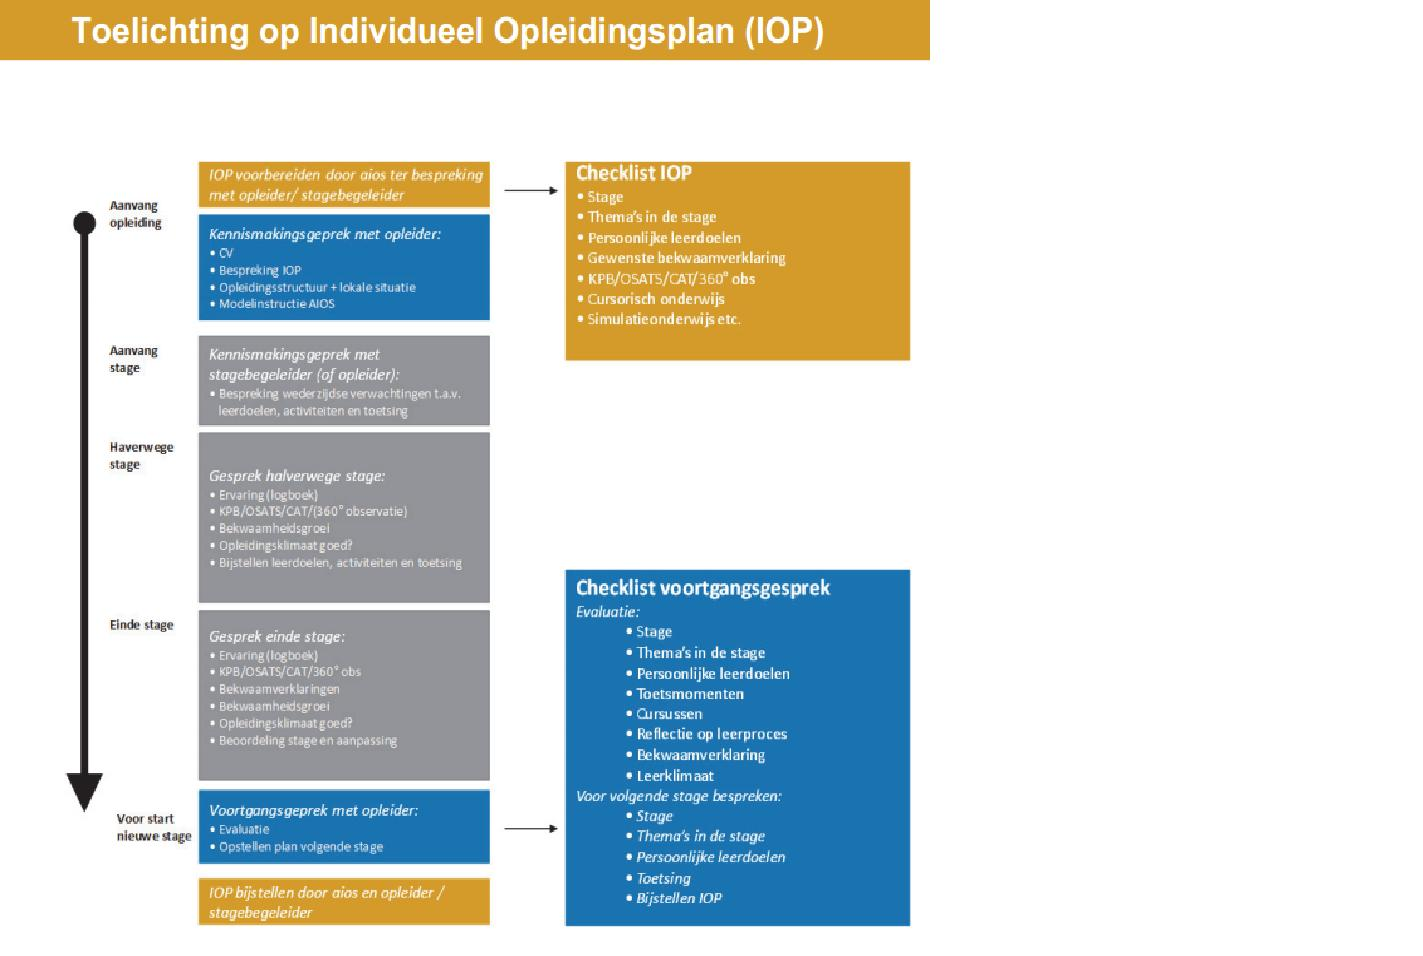 Toelichting op Individueel Opleidingsplan (IOP)
IOP voorbereiden door aios ter bespreking
met opleider/ stagebegeleider
Aanvang
opleiding
Kennismakingsgeprek met opleider:
• CV
• Bespreking IOP
• Opleidingsstructuur + lokale situatie
• Modelinstructie AIOS
Aanvang
stage
Kennismakingsgeprek met
stagebegeleider (of opleider):
• Bespreking wederzijdse verwachtingen t.a.v.
leerdoelen, activiteiten en toetsing
Haverwege
stage
Gesprek halverwege stage:
• Ervaring (logboek)
• KPB/OSATS/CAT/(360° observatie)
• Bekwaamheidsgroei
• Opleidingsklimaat goed?
• Bijstellen leerdoelen, activiteiten en toetsing
Einde stage
Gesprek einde stage:
• Ervaring (logboek)
• KPB/OSATS/CAT/360° obs
• Bekwaamverklaringen
• Bekwaamheidsgroei
• Opleidingsklimaat goed?
• Beoordeling stage en aanpassing
Voor start
nieuwe stage
Voortgangsgeprek met opleider:
• Evaluatie
• Opstellen plan volgende stage
IOP bijstellen door aios en opleider /
stagebegeleider
Checklist IOP
• Stage
• Thema's in de stage
• Persoonlijke leerdoelen
• Gewenste bekwaamverklaring
• KPB/OSATS/CAT/360° obs
• Cursorisch onderwijs
• Simulatieonderwijs etc.
Checklist voortgangsgesprek
Evaluatie:
• Stage
• Thema's in de stage
• Persoonlijke leerdoelen
• Toetsmomenten
• Cursussen
• Reflectie op leerproces
• Bekwaamverklaring
• Leerklimaat
Voor volgende stage bespreken:
• Stage
• Thema's in de stage
• Persoonlijke leerdoelen
• Toetsing
• Bijstellen IOP